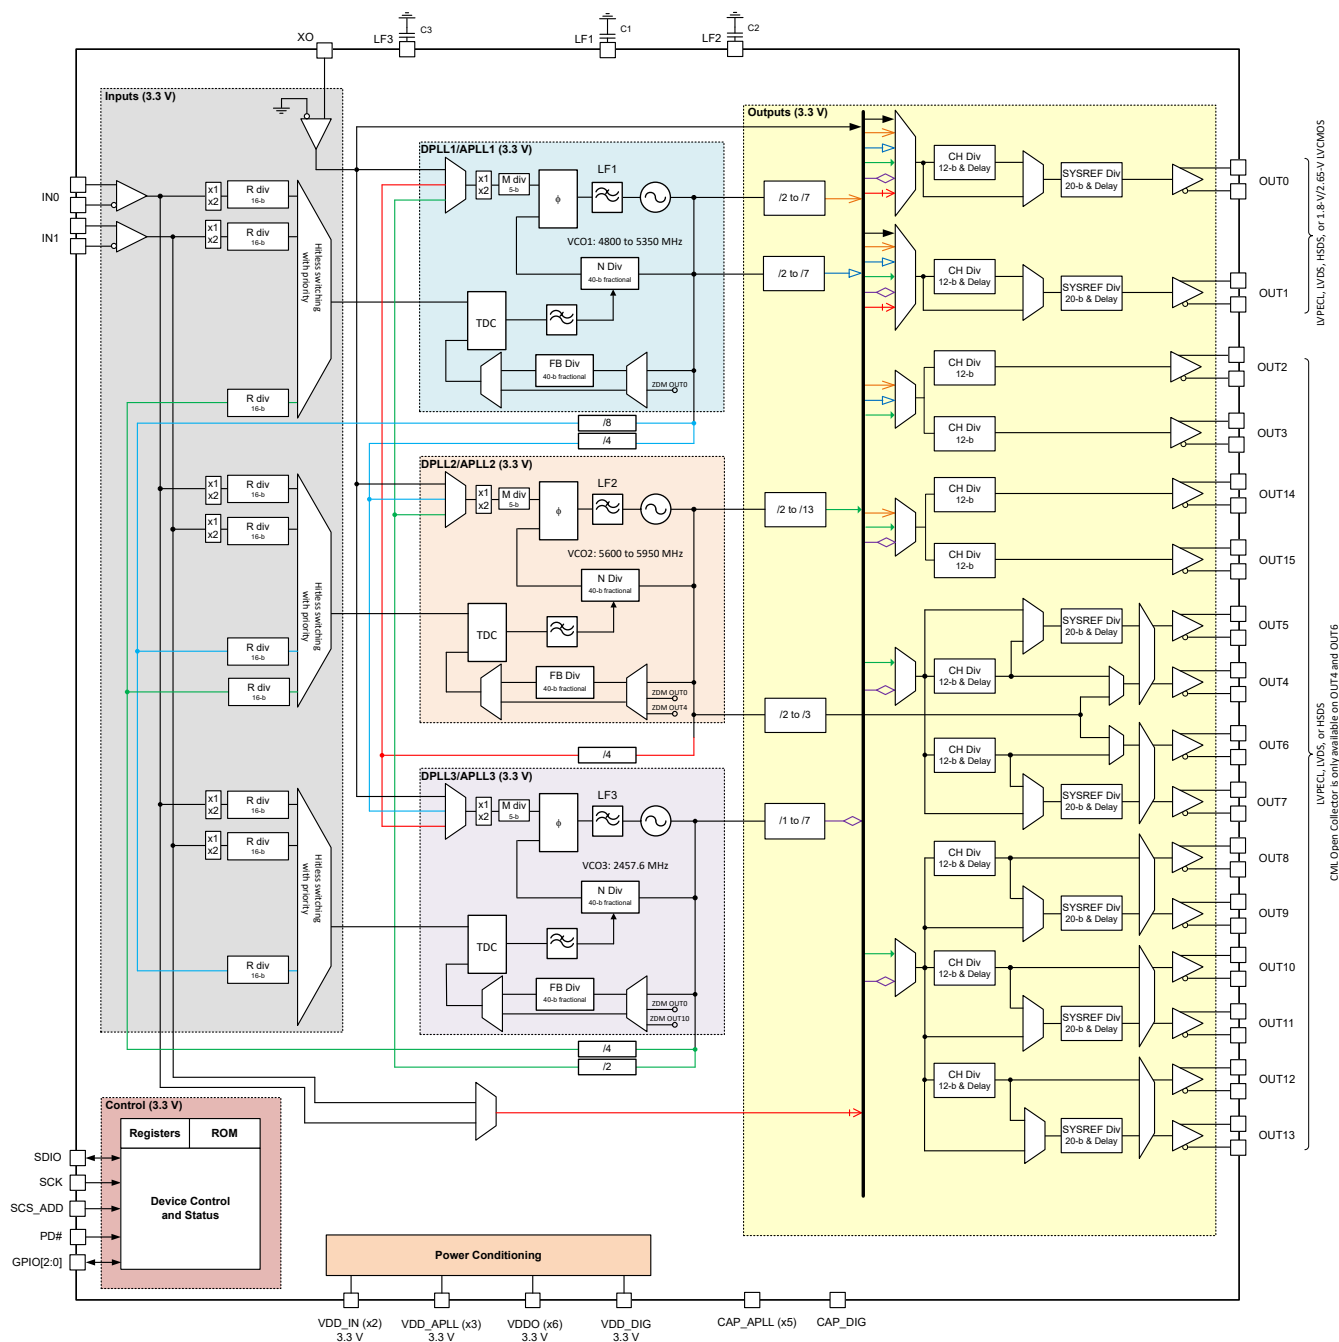 XO
LF3
C3
LF1
C1
LF2
C2
Inputs (3.3 V)
IN0
IN1
x1
x2
R div
16-b
x1
x2
R div
16-b
Hitless switching
with priority
R div
16-b
x1
x2
R div
16-b
x1
x2
R div
16-b
Hitless switching
with priority
R div
16-b
R div
16-b
x1
x2
R div
16-b
x1
x2
R div
16-b
Hitless switching
with priority
R div
16-b
DPLL1/APLL1 (3.3 V)
x1
x2
M div
5-b
ϕ
LF1
VCO1: 4800 to 5350 MHz
N Div
40-b fractional
TDC
FB Div
40-b fractional
ZDM OUT0
/8
/4
DPLL2/APLL2 (3.3 V)
x1
x2
M div
5-b
ϕ
LF2
VCO2: 5600 to 5950 MHz
N Div
40-b fractional
TDC
FB Div
40-b fractional
ZDM OUT0
ZDM OUT4
/4
DPLL3/APLL3 (3.3 V)
x1
x2
M div
5-b
ϕ
LF3
VCO3: 2457.6 MHz
N Div
40-b fractional
TDC
FB Div
40-b fractional
ZDM OUT0
ZDM OUT10
/4
/2
Outputs (3.3 V)
/2 to /7
/2 to /7
/2 to /13
/2 to /3
/1 to /7
CH Div
12-b & Delay
SYSREF Div
20-b & Delay
OUT0
CH Div
12-b & Delay
SYSREF Div
20-b & Delay
OUT1
CH Div
12-b
OUT2
CH Div
12-b
OUT3
CH Div
12-b
OUT14
CH Div
12-b
OUT15
SYSREF Div
20-b & Delay
OUT5
CH Div
12-b & Delay
OUT4
CH Div
12-b & Delay
OUT6
SYSREF Div
20-b & Delay
OUT7
CH Div
12-b & Delay
OUT8
SYSREF Div
20-b & Delay
OUT9
CH Div
12-b & Delay
OUT10
SYSREF Div
20-b & Delay
OUT11
CH Div
12-b & Delay
OUT12
SYSREF Div
20-b & Delay
OUT13
LVPECL, LVDS, HSDS, or 1.8-V/2.65-V LVCMOS
LVPECL, LVDS, or HSDS
CML Open Collector is only available on OUT4 and OUT6
Control (3.3 V)
Registers
ROM
Device Control
and Status
SDIO
SCK
SCS_ADD
PD#
GPIO[2:0]
Power Conditioning
VDD_IN (x2)
3.3 V
VDD_APLL (x3)
3.3 V
VDDO (x6)
3.3 V
VDD_DIG
3.3 V
CAP_APLL (x5)
CAP_DIG